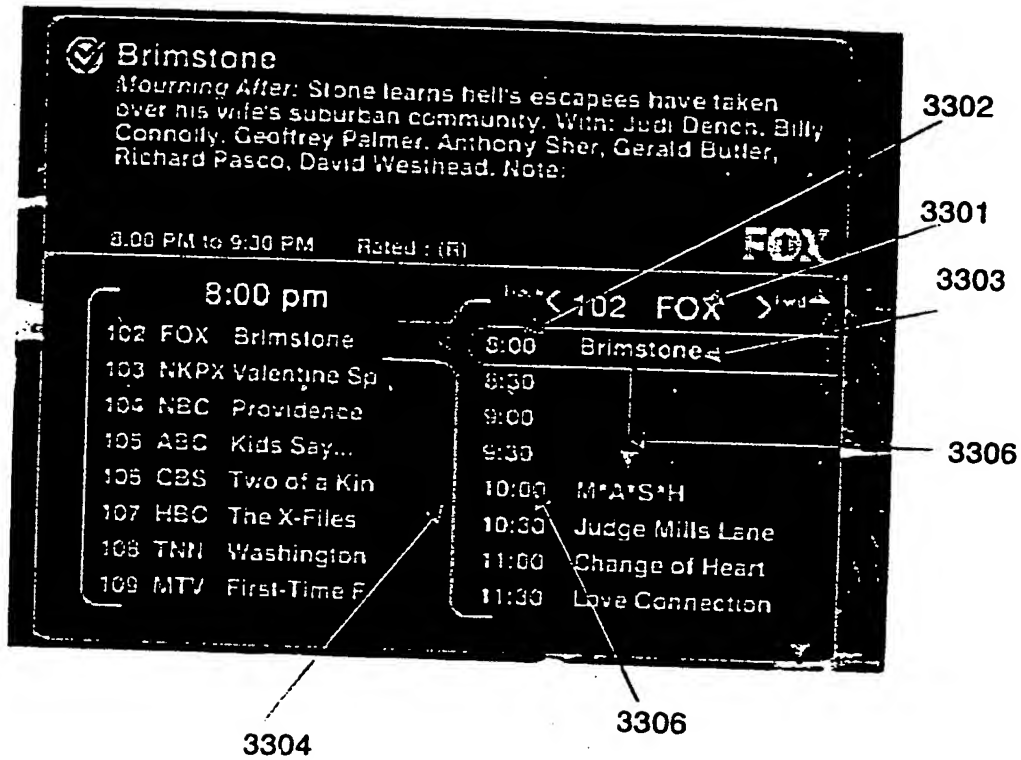 Brimstone
Mourning After: Stone learns hell's escapees have taken
over his wife's suburban community. With: Judi Dench, Billy
Connolly, Geoffrey Palmer, Anthony Sher, Gerald Butler,
Richard Pasco, David Westhead. Note:
8:00 PM to 9:30 PM Rated : (R)
FOX
8:00 pm
102 FOX Brimstone
103 NKPX Valentine Sp
104 NBC Providence
105 ABC Kids Say...
106 CBS Two of a Kin
107 HBC The X-Files
108 TNN Washington
109 MTV First-Time F
< 102 FOX > Fwd
8:00 Brimstone
8:30
9:00
9:30
10:00 M*A*S*H
10:30 Judge Mills Lane
11:00 Change of Heart
11:30 Love Connection
3302
3301
3303
3306
3306
3304